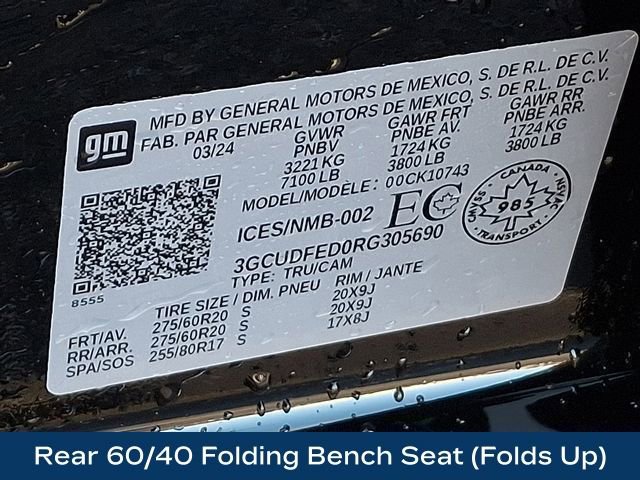 gm
MFD BY GENERAL MOTORS DE MEXICO, S. DE R.L. DE C.V.
FAB. PAR GENERAL MOTORS DE MEXICO, S. DE R.L. DE C.V.
03/24 GVWR GAWR FRT GAWR RR
PNBV PNBE AV. PNBE ARR.
3221 KG 1724 KG 1724 KG
7100 LB 3800 LB 3800 LB
MODEL/MODÈLE: 00CK10743
ICES/NMB-002 EC
CANADA
985
TRANSPORT
3GCUDFED0RG305690
TYPE: TRU/CAM
8555
TIRE SIZE / DIM. PNEU RIM / JANTE
FRT/AV. 275/60R20 S 20X9J
RR/ARR. 275/60R20 S 20X9J
SPA/SOS 255/80R17 S 17X8J
Rear 60/40 Folding Bench Seat (Folds Up)